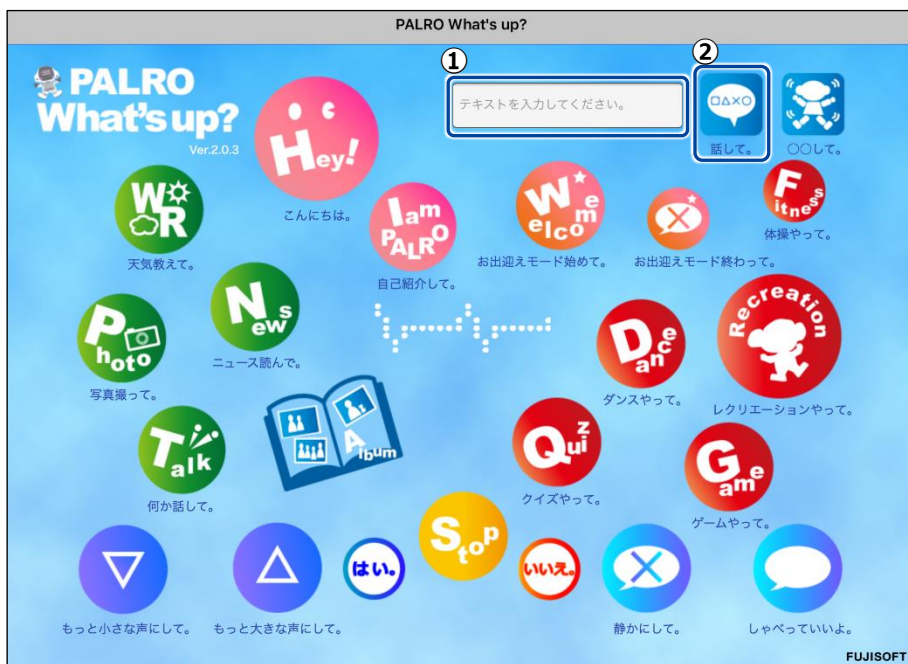 PALRO What's up?
①
②
PALRO
What's up?
Ver.2.0.3
Hey!
こんにちは。
テキストを入力してください。
□△×○
話して。
○○して。
WR
天気教えて。
I am
PALRO
自己紹介して。
Welcome
お出迎えモード始めて。
お出迎えモード終わって。
Fitness
体操やって。
Photo
写真撮って。
News
ニュース読んで。
Dance
ダンスやって。
Recreation
レクリエーションやって。
Talk
何か話して。
Album
Quiz
クイズやって。
Game
ゲームやって。
もっと小さな声にして。
もっと大きな声にして。
はい。
Stop
いいえ。
静かにして。
しゃべっていいよ。
FUJISOFT